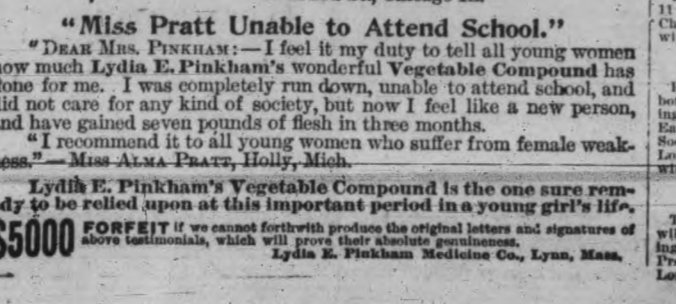 "Miss Pratt Unable to Attend School."
"DEAR MRS. PINKHAM:—I feel it my duty to tell all young women
how much Lydia E. Pinkham's wonderful Vegetable Compound has
done for me. I was completely run down, unable to attend school, and
did not care for any kind of society, but now I feel like a new person,
and have gained seven pounds of flesh in three months.
"I recommend it to all young women who suffer from female weak-
ness."—MISS ALMA PRATT, Holly, Mich.
Lydia E. Pinkham's Vegetable Compound is the one sure rem-
edy to be relied upon at this important period in a young girl's life.
$5000 FORFEIT if we cannot forthwith produce the original letters and signatures of
above testimonials, which will prove their absolute genuineness.
Lydia E. Pinkham Medicine Co., Lynn, Mass.